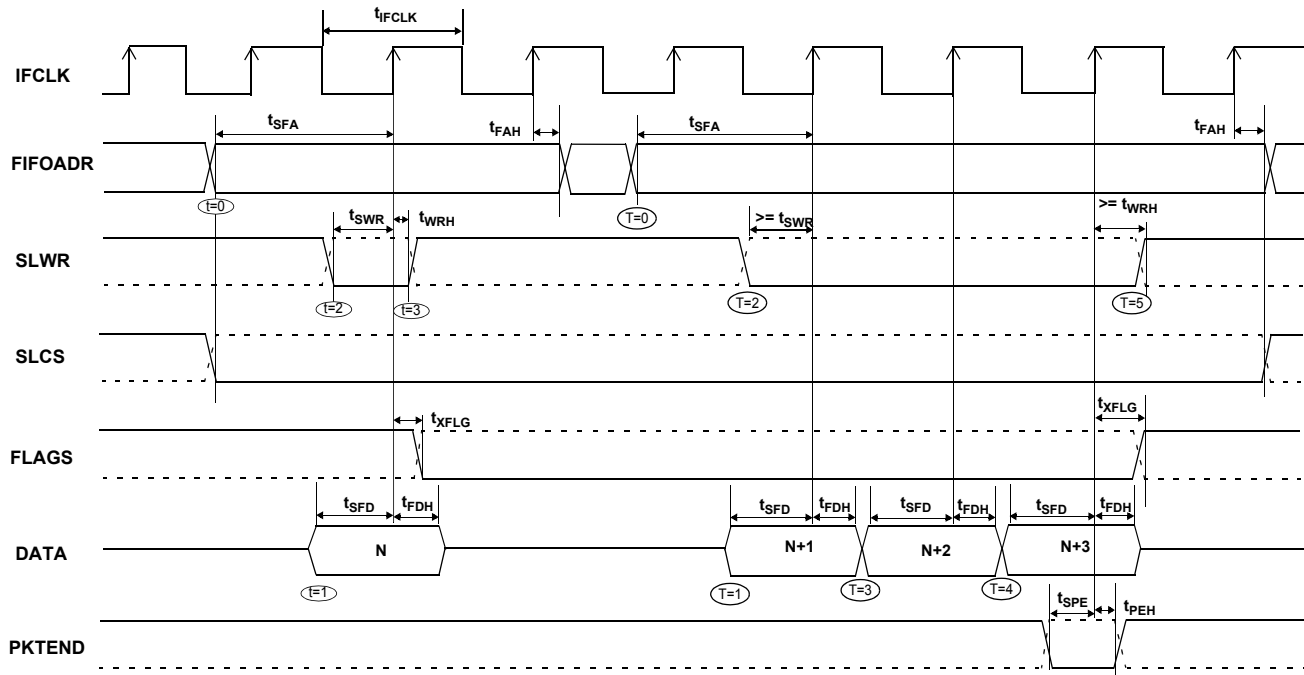 tIFCLK
IFCLK
tSFA
tFAH
tSFA
tFAH
FIFOADR
t=0
tSWR
tWRH
T=0
>= tSWR
>= tWRH
SLWR
t=2
t=3
T=2
T=5
SLCS
tXFLG
tXFLG
FLAGS
tSFD
tFDH
tSFD
tFDH
tSFD
tFDH
tSFD
tFDH
DATA
N
N+1
N+2
N+3
t=1
T=1
T=3
T=4
tSPE
tPEH
PKTEND